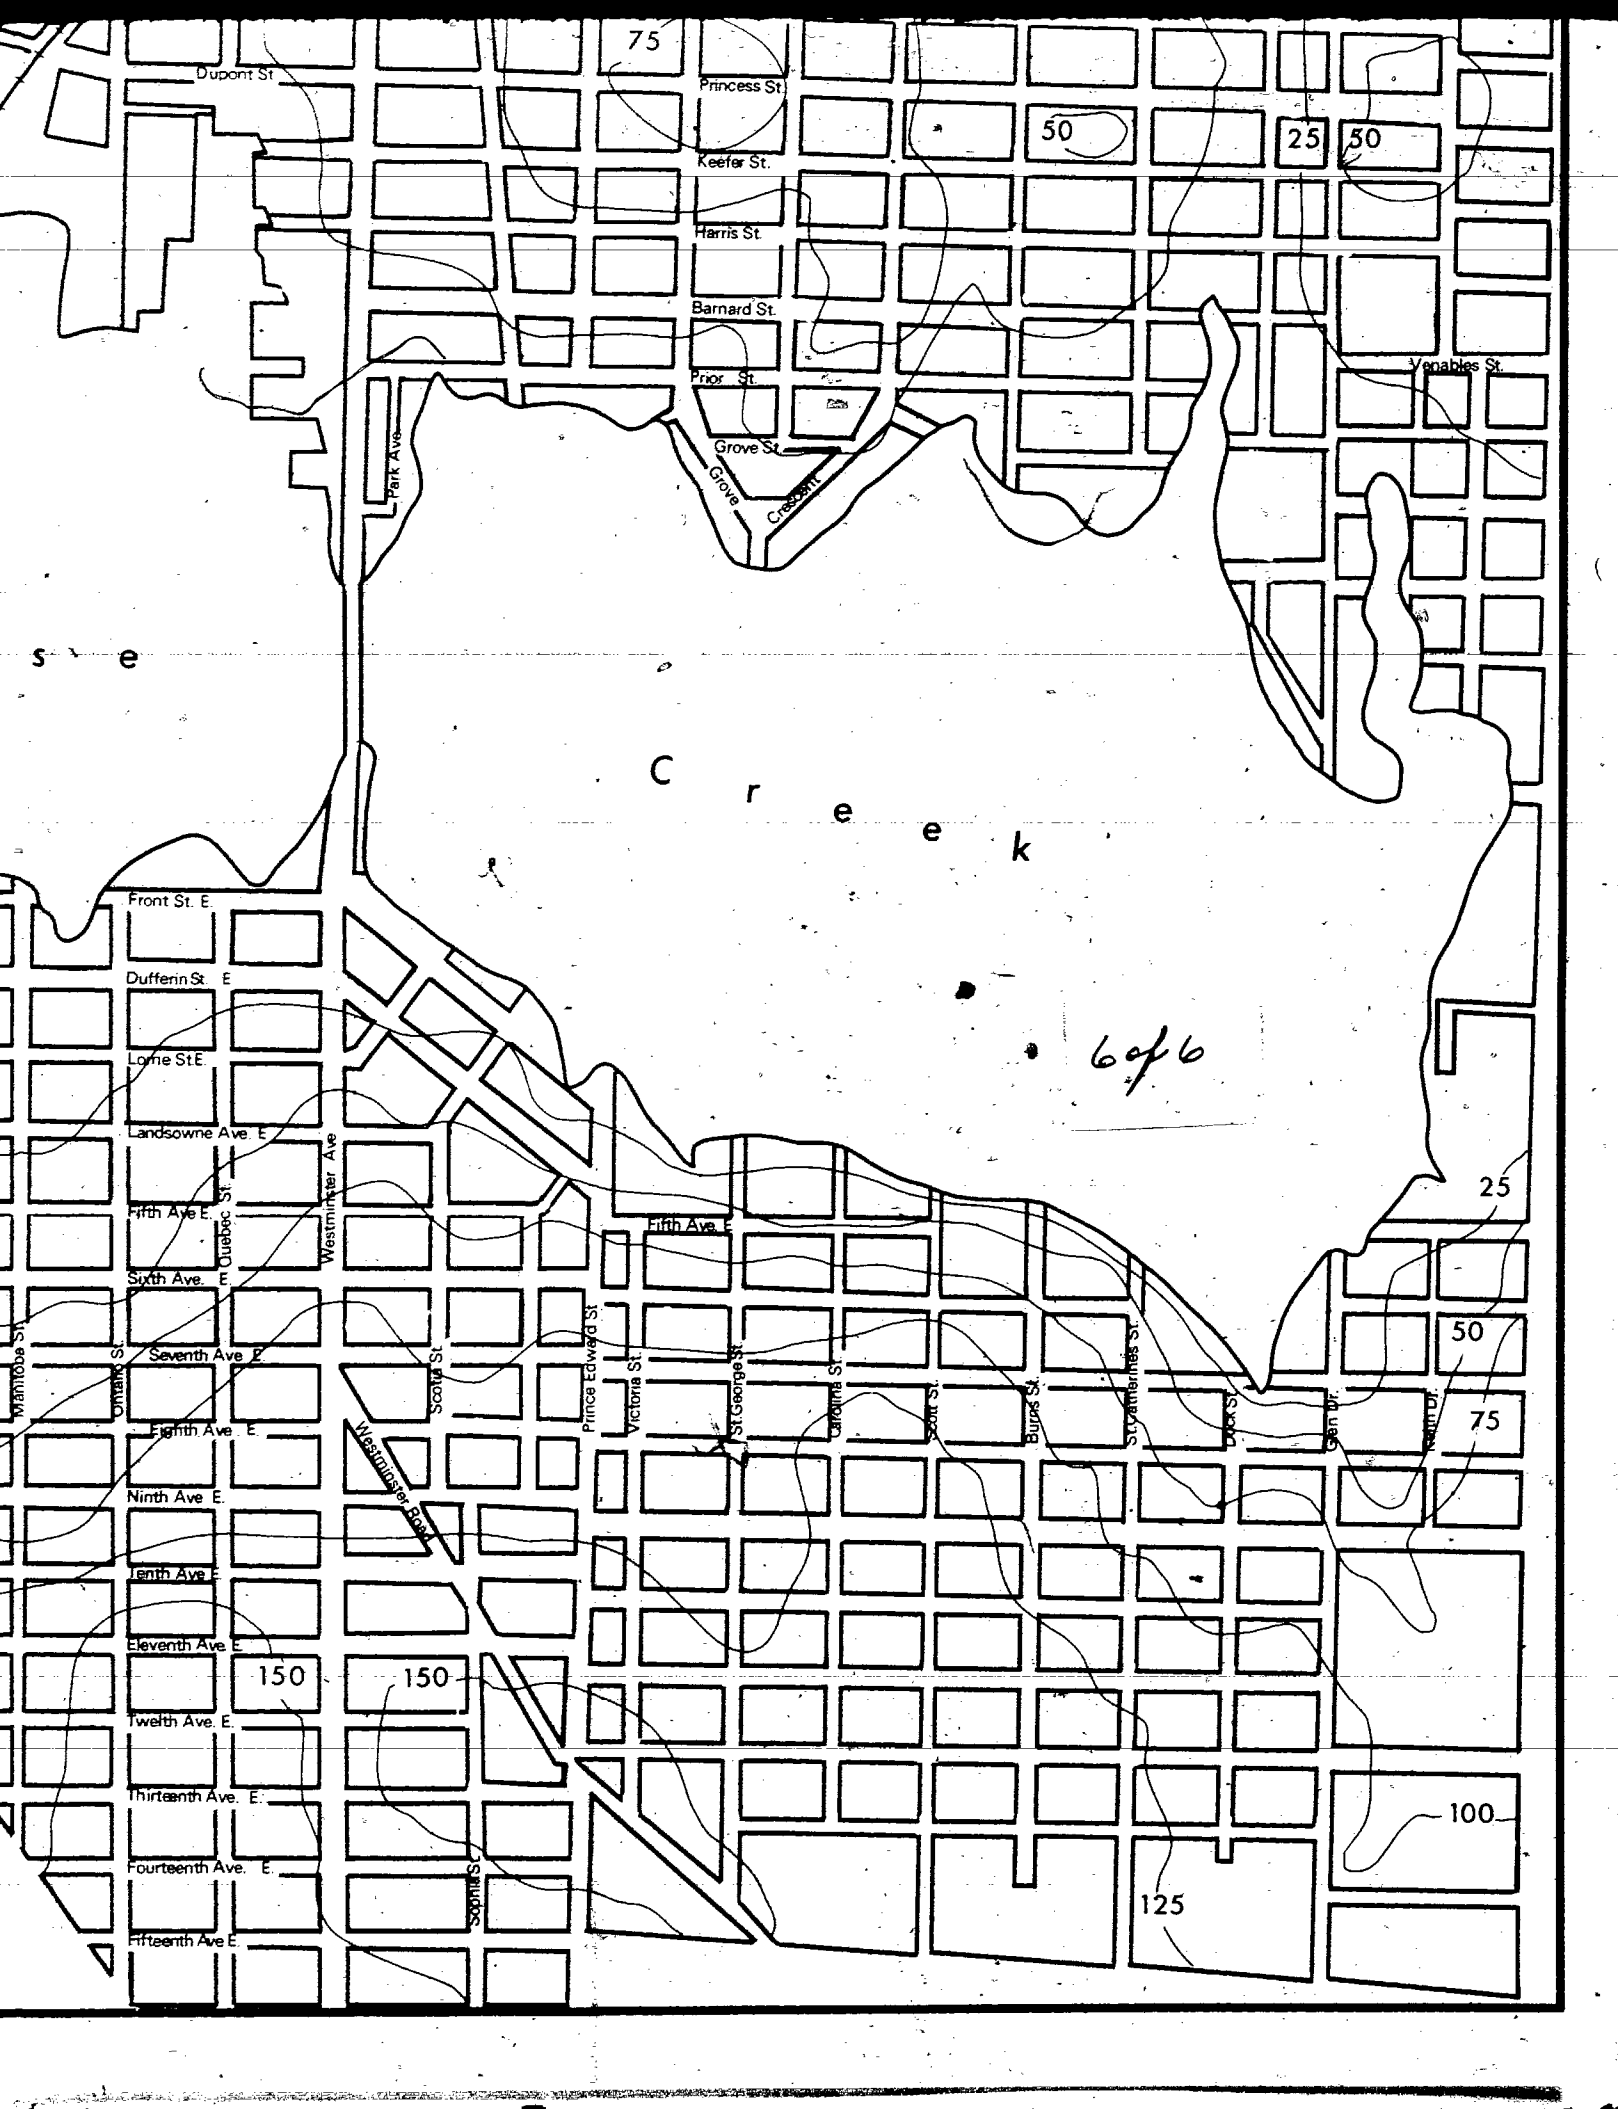 75
Dupont St
Princess St.
50
25
50
Keefer St.
Harris St.
Barnard St.
Venables St.
Prior St.
Park Ave.
Grove St.
Grove
Crescent
s e
C r e e k
Front St. E.
Dufferin St. E
6 of 6
Lorne St E.
Landsowne Ave. E
Westminster Ave
Quebec St.
25
Fifth Ave E.
Fifth Ave. E
Sixth Ave. E.
Manitoba St.
Ontario St.
Seventh Ave E.
Scotia St.
Prince Edward St.
Victoria St.
St. George St.
Carolina St.
Scott St.
Burns St.
St. Catherines St.
Dock St.
Glen Dr.
50
75
Eighth Ave. E.
Westminster Road
Ninth Ave E.
Tenth Ave E
Eleventh Ave E.
150
150
Twelth Ave. E.
Thirteenth Ave. E.
100
Fourteenth Ave. E.
Sophia St.
125
Fifteenth Ave E.